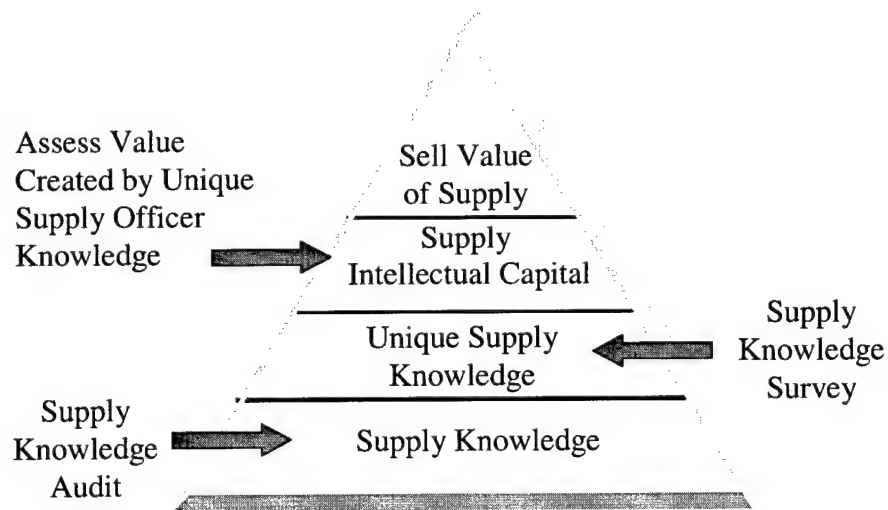 Assess Value
Created by Unique
Supply Officer
Knowledge
Sell Value
of Supply
Supply
Intellectual Capital
Unique Supply
Knowledge
Supply
Knowledge
Survey
Supply
Knowledge
Audit
Supply Knowledge